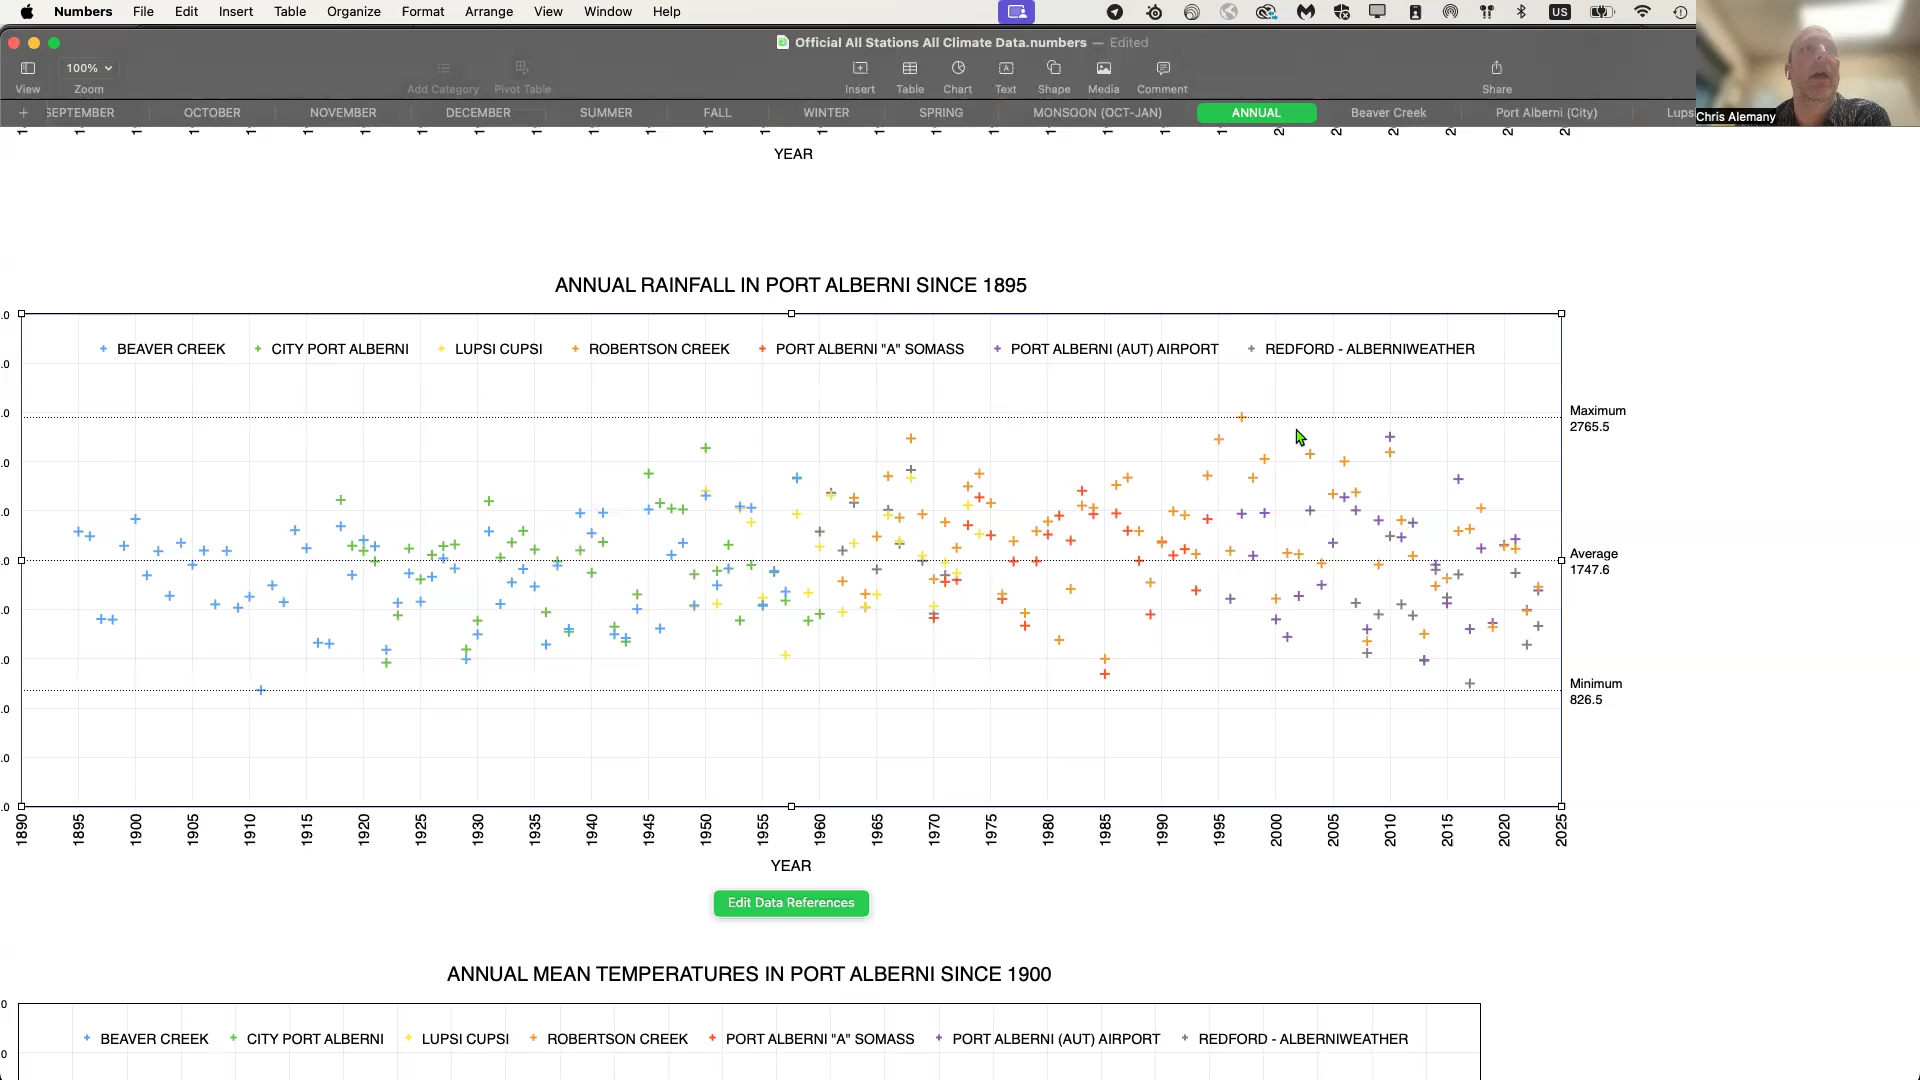 Numbers File Edit Insert Table Organize Format Arrange View Window Help US
Official All Stations All Climate Data.numbers — Edited
100%
View Zoom Add Category Pivot Table Insert Table Chart Text Shape Media Comment Share
SEPTEMBER OCTOBER NOVEMBER DECEMBER SUMMER FALL WINTER SPRING MONSOON (OCT-JAN) ANNUAL Beaver Creek Port Alberni (City) Lups
Chris Alemany
YEAR
ANNUAL RAINFALL IN PORT ALBERNI SINCE 1895
BEAVER CREEK CITY PORT ALBERNI LUPSI CUPSI ROBERTSON CREEK PORT ALBERNI "A" SOMASS PORT ALBERNI (AUT) AIRPORT REDFORD - ALBERNIWEATHER
Maximum
2765.5
Average
1747.6
Minimum
826.5
1890 1895 1900 1905 1910 1915 1920 1925 1930 1935 1940 1945 1950 1955 1960 1965 1970 1975 1980 1985 1990 1995 2000 2005 2010 2015 2020 2025
YEAR
Edit Data References
ANNUAL MEAN TEMPERATURES IN PORT ALBERNI SINCE 1900
BEAVER CREEK CITY PORT ALBERNI LUPSI CUPSI ROBERTSON CREEK PORT ALBERNI "A" SOMASS PORT ALBERNI (AUT) AIRPORT REDFORD - ALBERNIWEATHER